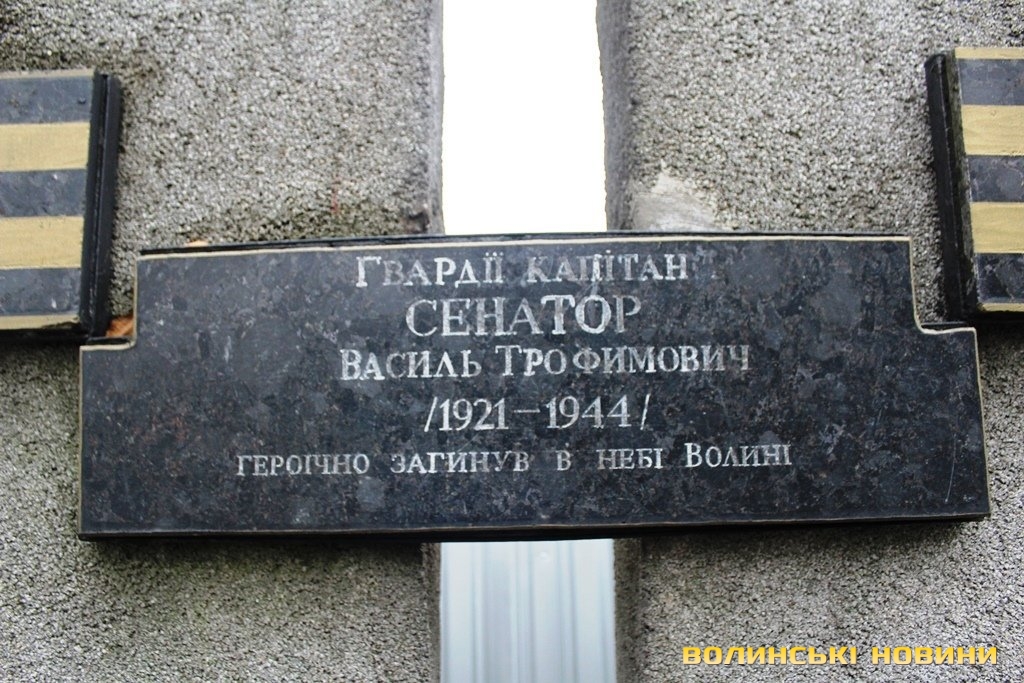 Гвардії капітан
СЕНАТОР
Василь Трофимович
/1921–1944/
героїчно загинув в небі Волині
ВОЛИНСЬКІ НОВИНИ